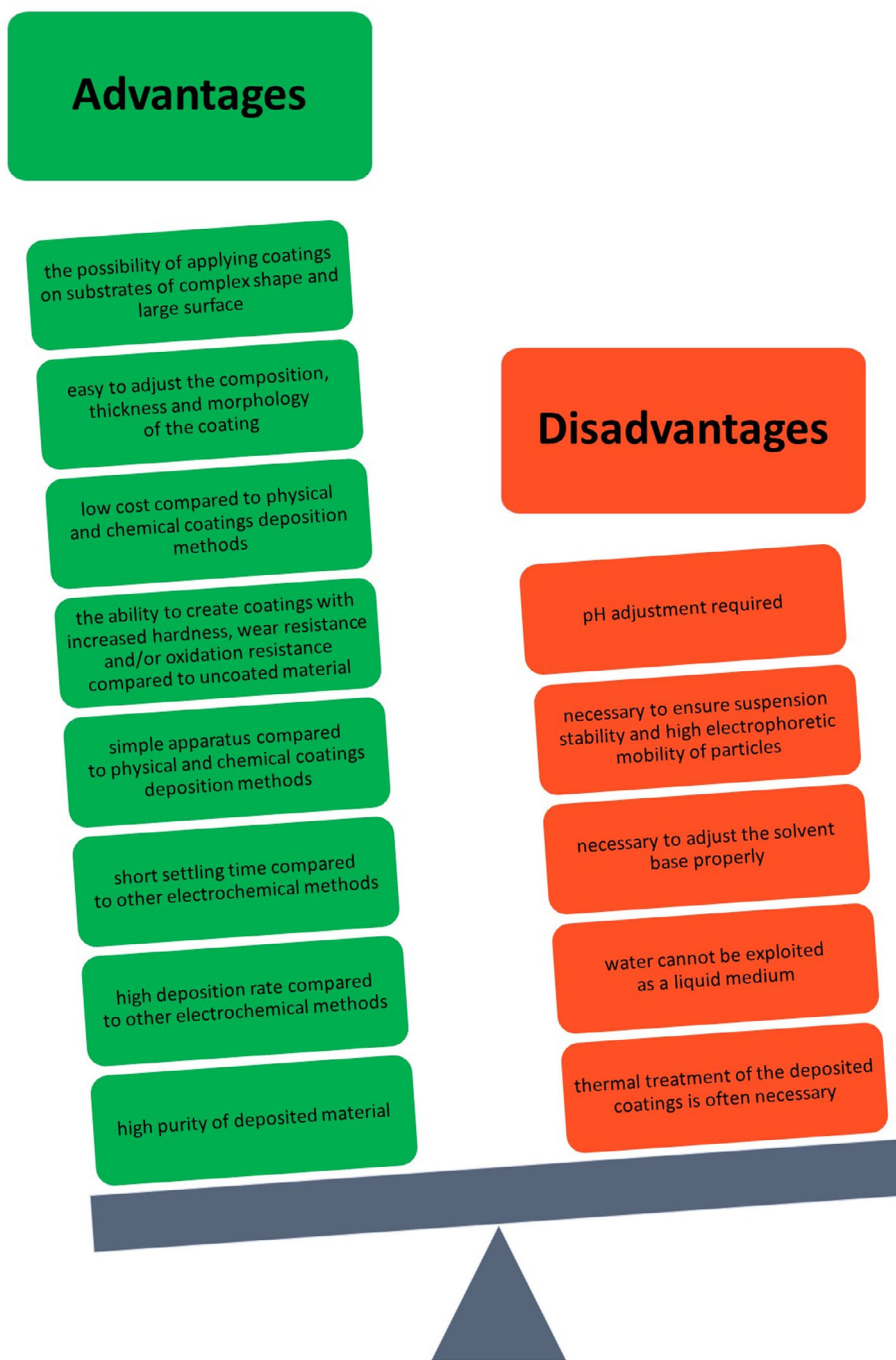 Advantages
the possibility of applying coatings
on substrates of complex shape and
large surface
easy to adjust the composition,
thickness and morphology
of the coating
low cost compared to physical
and chemical coatings deposition
methods
the ability to create coatings with
increased hardness, wear resistance
and/or oxidation resistance
compared to uncoated material
simple apparatus compared
to physical and chemical coatings
deposition methods
short settling time compared
to other electrochemical methods
high deposition rate compared
to other electrochemical methods
high purity of deposited material
Disadvantages
pH adjustment required
necessary to ensure suspension
stability and high electrophoretic
mobility of particles
necessary to adjust the solvent
base properly
water cannot be exploited
as a liquid medium
thermal treatment of the deposited
coatings is often necessary